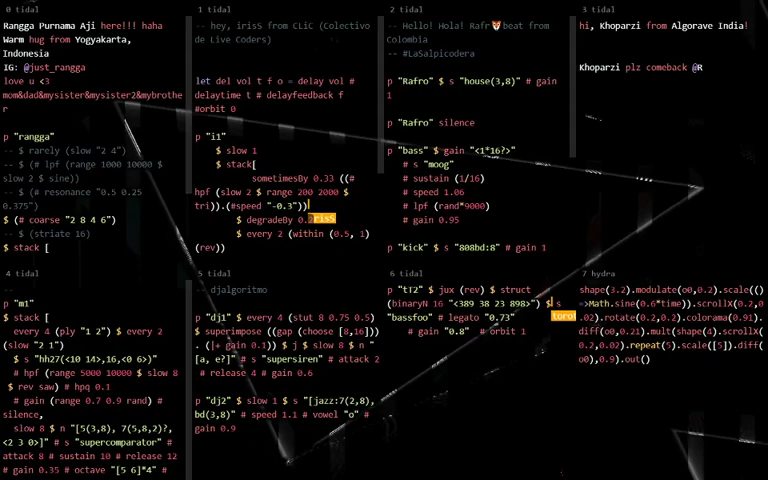 0 tidal
Rangga Purnama Aji here!!! haha
Warm hug from Yogyakarta,
Indonesia
IG: @just_rangga
love u <3
mom&dad&mysister&mysister2&mybrothe
r
p "rangga"
-- $ rarely (slow "2 4")
-- $ (# lpf (range 1000 10000 $
slow 2 $ sine))
-- $ (# resonance "0.5 0.25
0.375")
$ (# coarse "2 8 4 6")
-- $ (striate 16)
$ stack [
1 tidal
-- hey, irisS from CLiC (Colectivo
de Live Coders)
let del vol t f o = delay vol #
delaytime t # delayfeedback f
#orbit 0
p "i1"
$ slow 1
$ stack[
sometimesBy 0.33 ((#
hpf (slow 2 $ range 200 2000 $
tri)).(#speed "-0.3"))
$ degradeBy 0.
irisS
$ every 2 (within (0.5, 1)
(rev))
2 tidal
-- Hello! Hola! Rafr🦊beat from
Colombia
-- #LaSalpicodera
p "Rafro" $ s "house(3,8)" # gain
1
p "Rafro" silence
p "bass" $ gain "<1*16?>"
# s "moog"
# sustain (1/16)
# speed 1.06
# lpf (rand*9000)
# gain 0.95
p "kick" $ s "808bd:8" # gain 1
3 tidal
hi, Khoparzi from Algorave India!
Khoparzi plz comeback @R
4 tidal
--
p "m1"
$ stack [
every 4 (ply "1 2") $ every 2
(slow "2 1")
$ s "hh27(<10 14>,16,<0 6>)"
# hpf (range 5000 10000 $ slow 8
$ rev saw) # hpq 0.1
# gain (range 0.7 0.9 rand) #
silence,
slow 8 $ n "[5(3,8), 7(5,8,2)?,
<2 3 0>]" # s "supercomparator" #
attack 8 # sustain 10 # release 12
# gain 0.35 # octave "[5 6]*4" #
5 tidal
-- djalgoritmo
p "dj1" $ every 4 (stut 8 0.75 0.5)
$ superimpose ((gap (choose [8,16]))
. (|+ gain 0.1)) $ j $ slow 8 $ n "
[a, e?]" # s "supersiren" # attack 2
# release 4 # gain 0.6
p "dj2" $ slow 1 $ s "[jazz:7(2,8),
bd(3,8)" # speed 1.1 # vowel "o" #
gain 0.9
6 tidal
p "tT2" $ jux (rev) $ struct
(binaryN 16 "<389 38 23 898>") $ s
"bassfoo" # legato "0.73"
toro
# gain "0.8" # orbit 1
7 hydra
shape(3.2).modulate(o0,0.2).scale(()
=>Math.sine(0.6*time)).scrollX(0.2,0
.02).rotate(0.2,0.2).colorama(0.91).
diff(o0,0.21).mult(shape(4).scrollX(
0.2,0.02).repeat(5).scale([5]).diff(
o0),0.9).out()